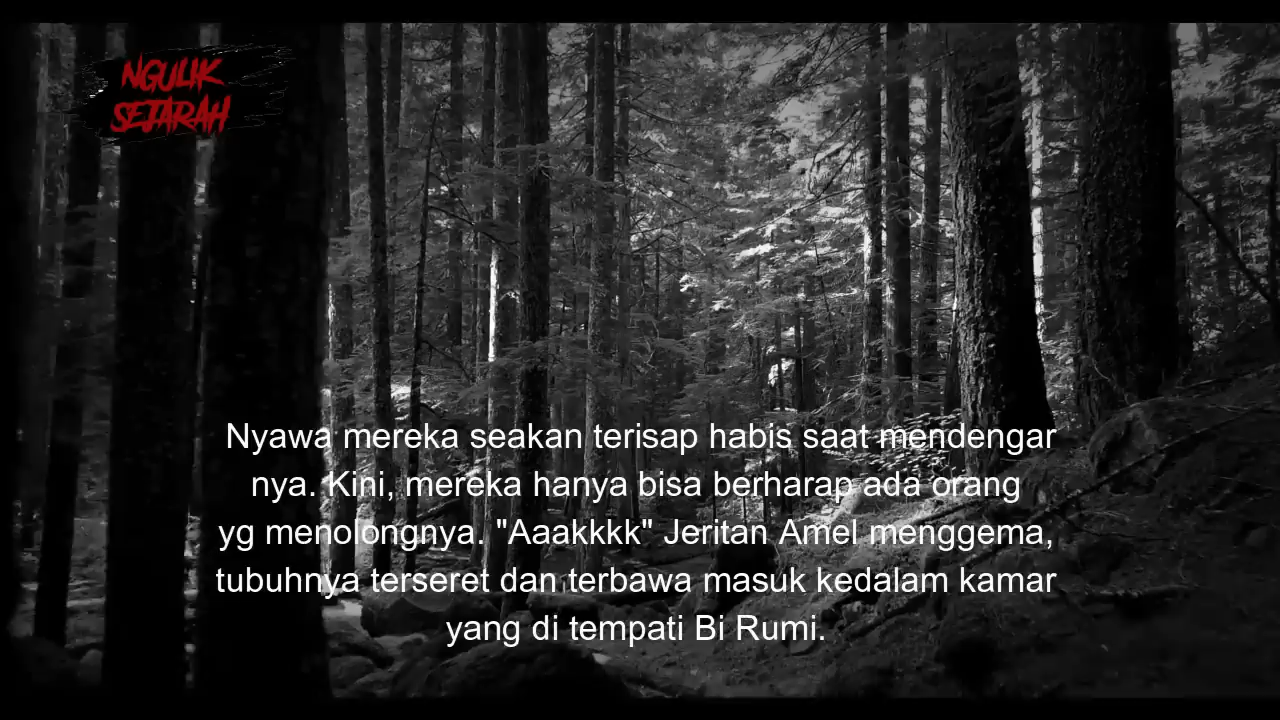 NGULIK
SEJARAH
Nyawa mereka seakan terisap habis saat mendengar
nya. Kini, mereka hanya bisa berharap ada orang
yg menolongnya. "Aaakkkk" Jeritan Amel menggema,
tubuhnya terseret dan terbawa masuk kedalam kamar
yang di tempati Bi Rumi.